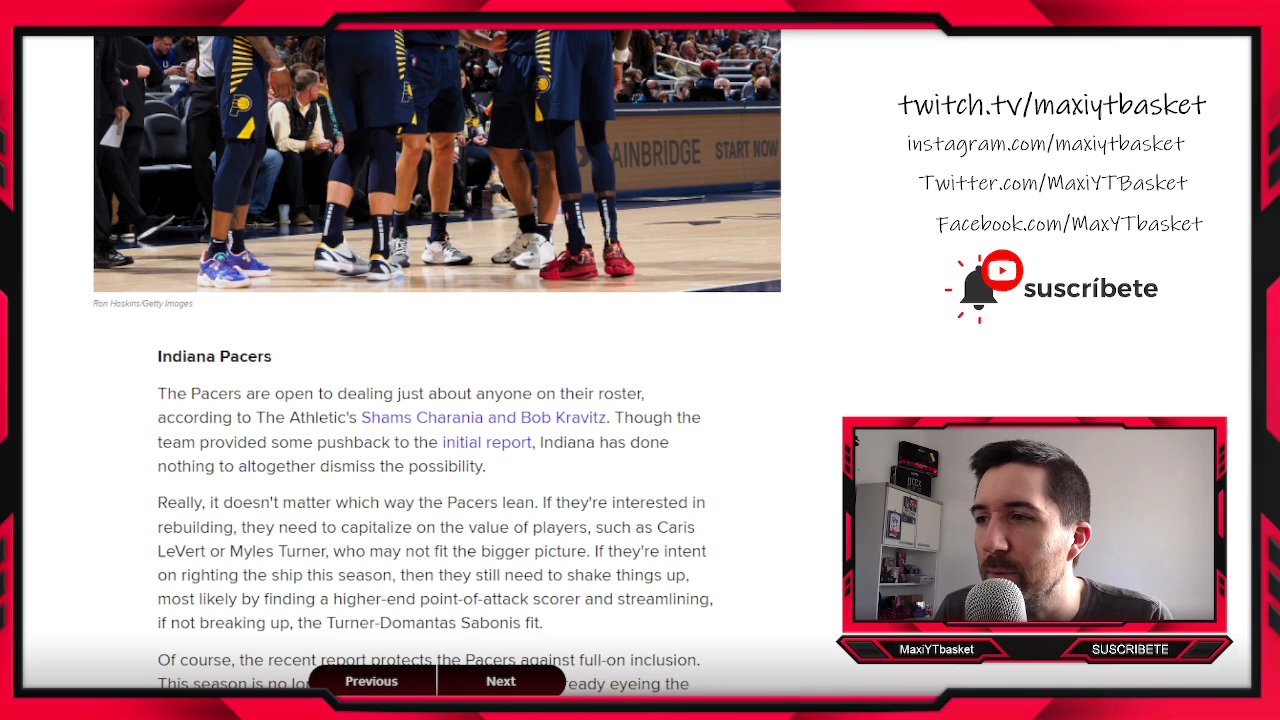 AINBRIDGE START NOW
Ron Hoskins/Getty Images
Indiana Pacers
The Pacers are open to dealing just about anyone on their roster,
according to The Athletic's Shams Charania and Bob Kravitz. Though the
team provided some pushback to the initial report, Indiana has done
nothing to altogether dismiss the possibility.
Really, it doesn't matter which way the Pacers lean. If they're interested in
rebuilding, they need to capitalize on the value of players, such as Caris
LeVert or Myles Turner, who may not fit the bigger picture. If they're intent
on righting the ship this season, then they still need to shake things up,
most likely by finding a higher-end point-of-attack scorer and streamlining,
if not breaking up, the Turner-Domantas Sabonis fit.
Of course, the recent report protects the Pacers against full-on inclusion.
This season is no eady eyeing the
Previous
Next
twitch.tv/maxiytbasket
instagram.com/maxiytbasket
Twitter.com/MaxiYTBasket
Facebook.com/MaxYTbasket
suscríbete
MaxiYTbasket
SUSCRIBETE